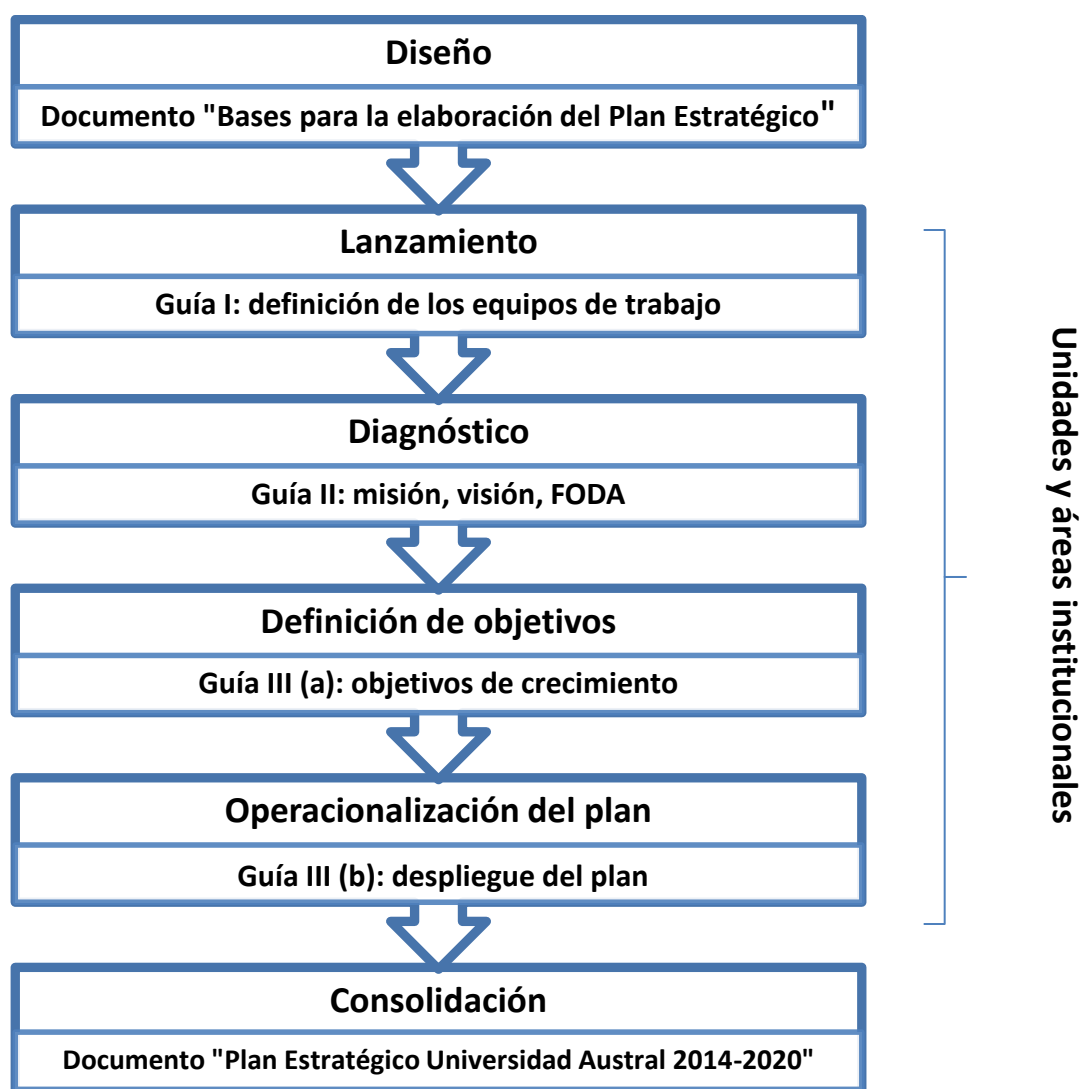 Diseño
Documento "Bases para la elaboración del Plan Estratégico"
Lanzamiento
Guía I: definición de los equipos de trabajo
Diagnóstico
Guía II: misión, visión, FODA
Definición de objetivos
Guía III (a): objetivos de crecimiento
Operacionalización del plan
Guía III (b): despliegue del plan
Consolidación
Documento "Plan Estratégico Universidad Austral 2014-2020"
Unidades y áreas institucionales